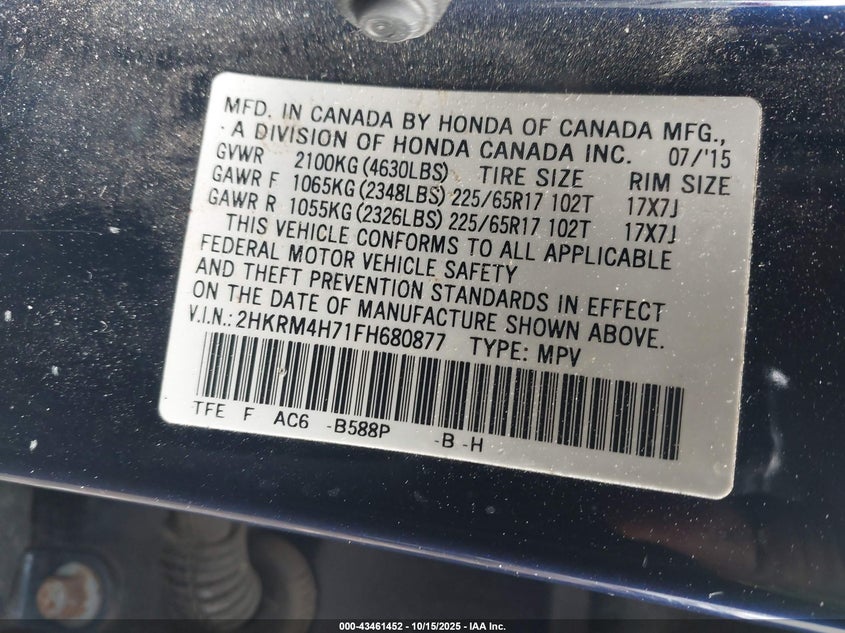 MFD. IN CANADA BY HONDA OF CANADA MFG.,
A DIVISION OF HONDA CANADA INC. 07/'15
GVWR 2100KG (4630LBS) TIRE SIZE RIM SIZE
GAWR F 1065KG (2348LBS) 225/65R17 102T 17X7J
GAWR R 1055KG (2326LBS) 225/65R17 102T 17X7J
THIS VEHICLE CONFORMS TO ALL APPLICABLE
FEDERAL MOTOR VEHICLE SAFETY
AND THEFT PREVENTION STANDARDS IN EFFECT
ON THE DATE OF MANUFACTURE SHOWN ABOVE.
V.I.N.: 2HKRM4H71FH680877 TYPE: MPV
TFE F AC6 -B588P -B -H
000-43461452 - 10/15/2025 - IAA Inc.